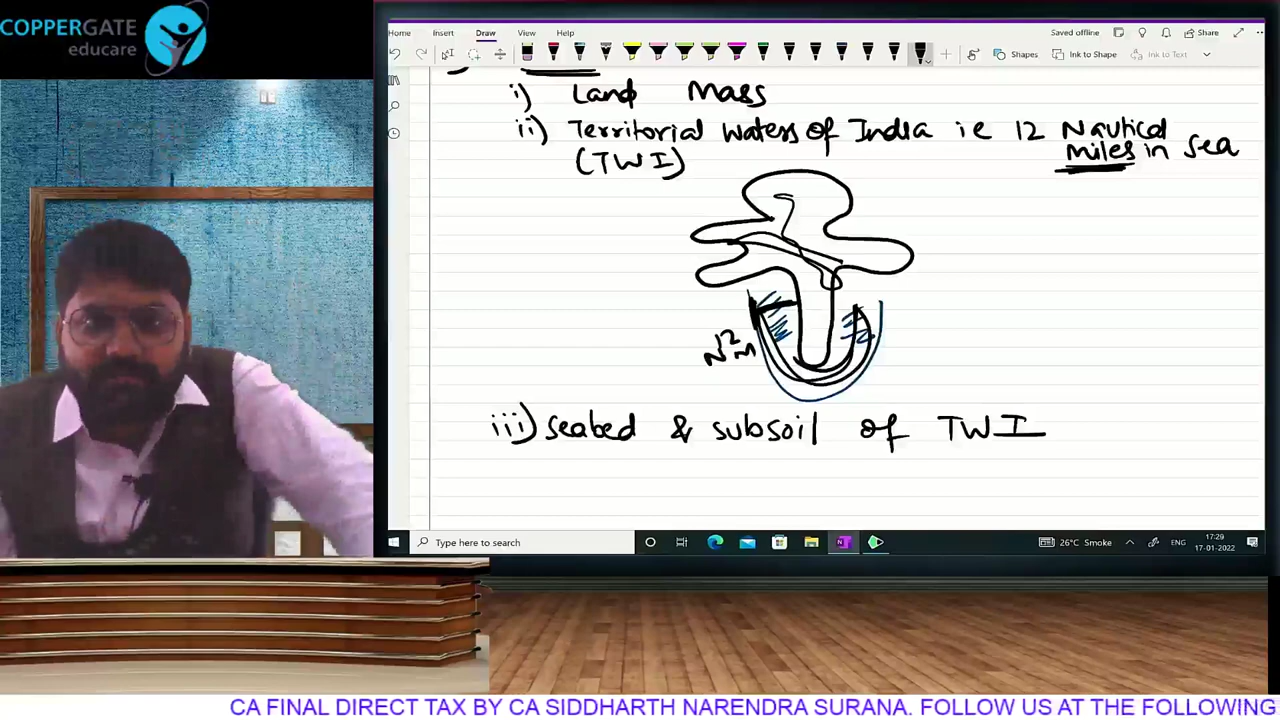 COPPERGATE
educare
Home Insert Draw View Help
Saved offline
Share
Shapes
Ink to Shape
Ink to Text
i) Land Mass
ii) Territorial waters of India ie 12 Nautical miles in sea
(TWI)
12
NM
iii) seabed & subsoil of TWI
Type here to search
26°C Smoke
ENG
17:29
17-01-2022
CA FINAL DIRECT TAX BY CA SIDDHARTH NARENDRA SURANA. FOLLOW US AT THE FOLLOWING